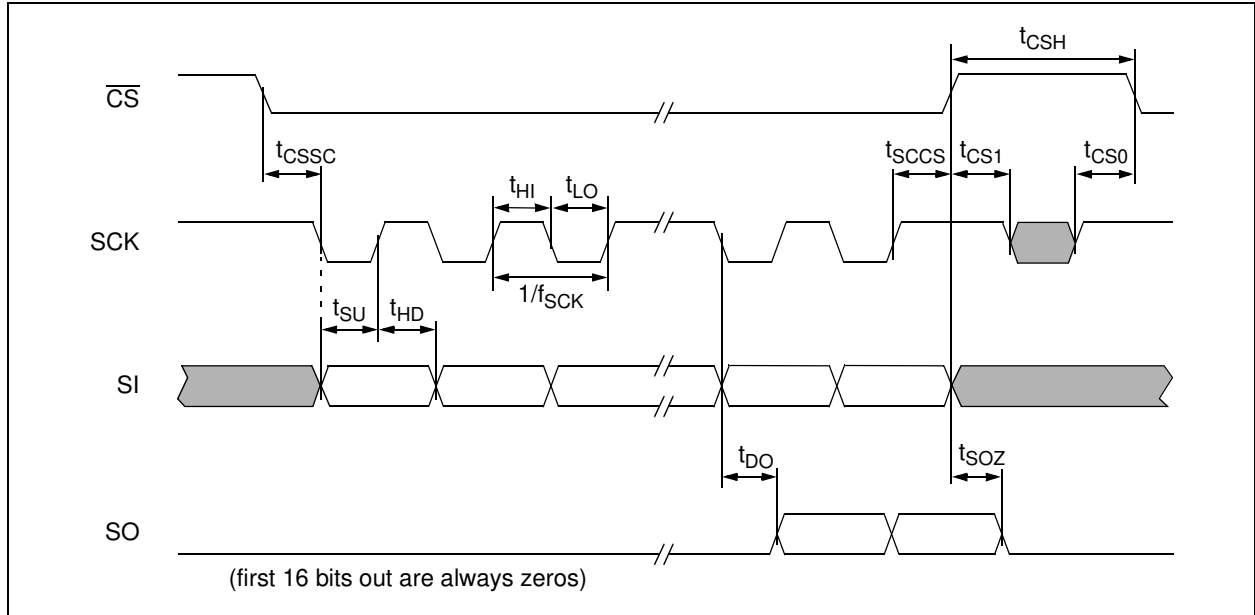 tCSH
CS
tCSSC
tSCCS
tCS1
tCS0
tHI
tLO
SCK
1/fSCK
tSU
tHD
SI
tDO
tSOZ
SO
(first 16 bits out are always zeros)